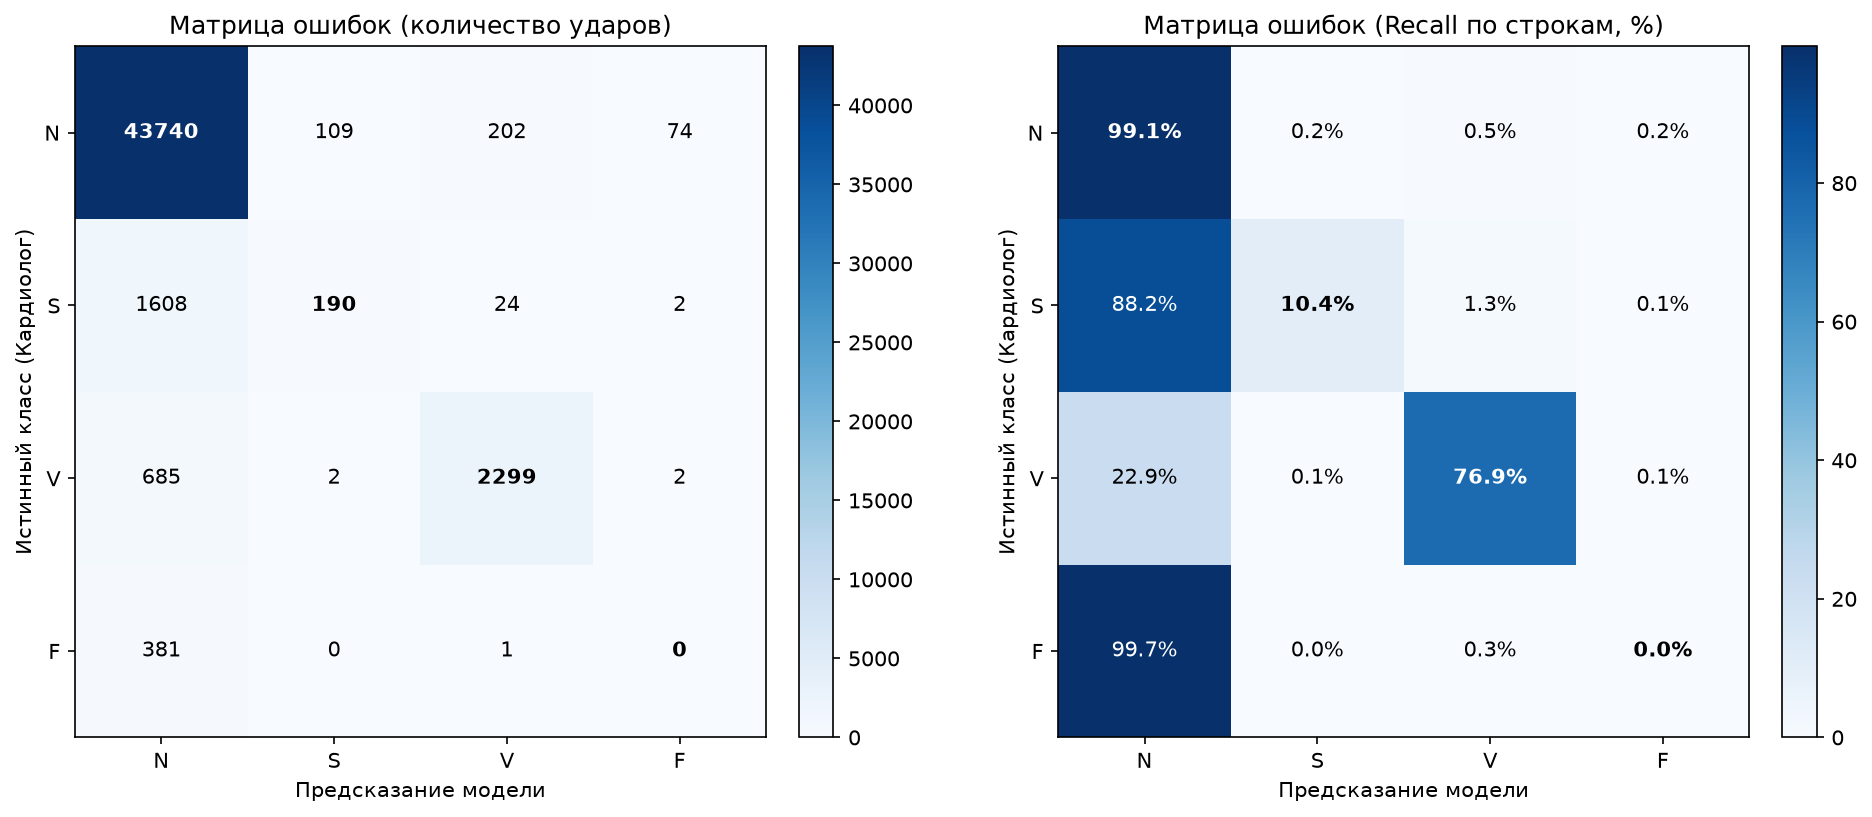 Матрица ошибок (количество ударов)
Истинный класс (Кардиолог)
N 43740 109 202 74
S 1608 190 24 2
V 685 2 2299 2
F 381 0 1 0
N S V F
Предсказание модели
40000
35000
30000
25000
20000
15000
10000
5000
0
Матрица ошибок (Recall по строкам, %)
Истинный класс (Кардиолог)
N 99.1% 0.2% 0.5% 0.2%
S 88.2% 10.4% 1.3% 0.1%
V 22.9% 0.1% 76.9% 0.1%
F 99.7% 0.0% 0.3% 0.0%
N S V F
Предсказание модели
80
60
40
20
0